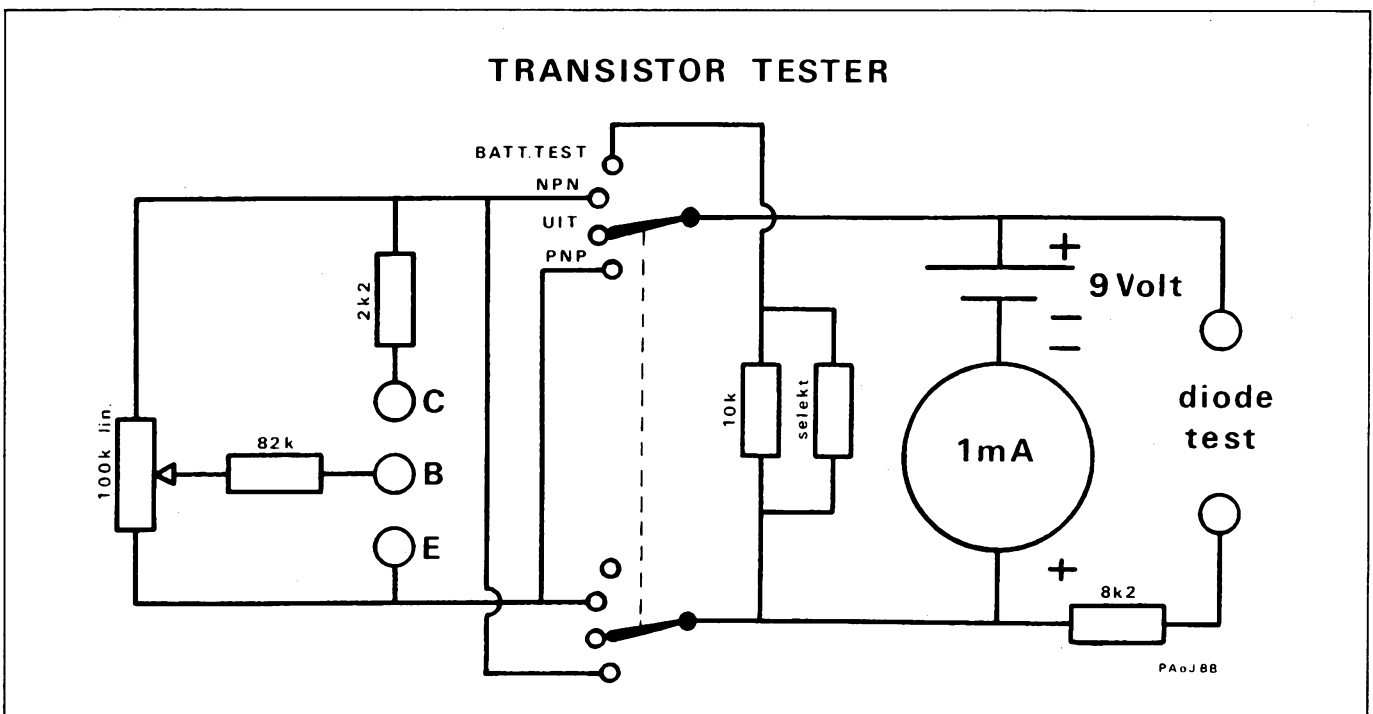 TRANSISTOR TESTER
BATT.TEST
NPN
UIT
PNP
2k2
C
100k lin.
82k
B
E
10k
selekt
+
9 Volt
–
–
1mA
+
diode
test
8k2
PAoJ88